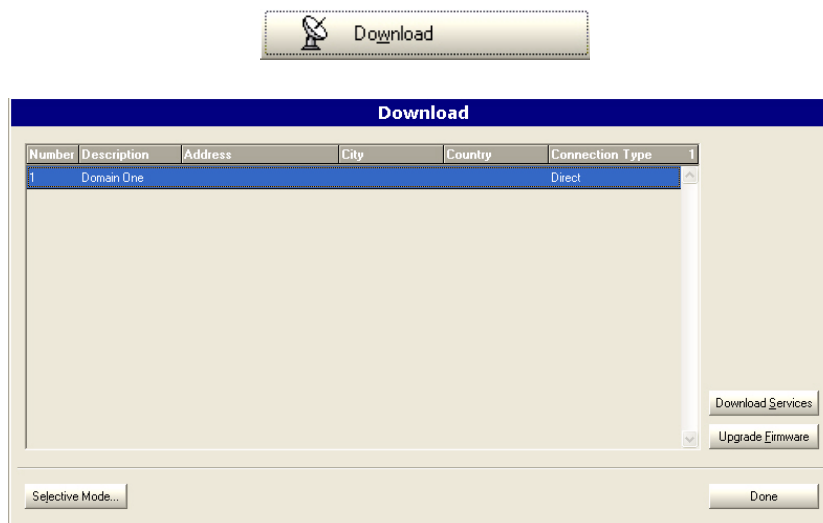 Download
Download
Number Description Address City Country Connection Type 1
1 Domain One Direct
Download Services
Upgrade Firmware
Selective Mode... Done